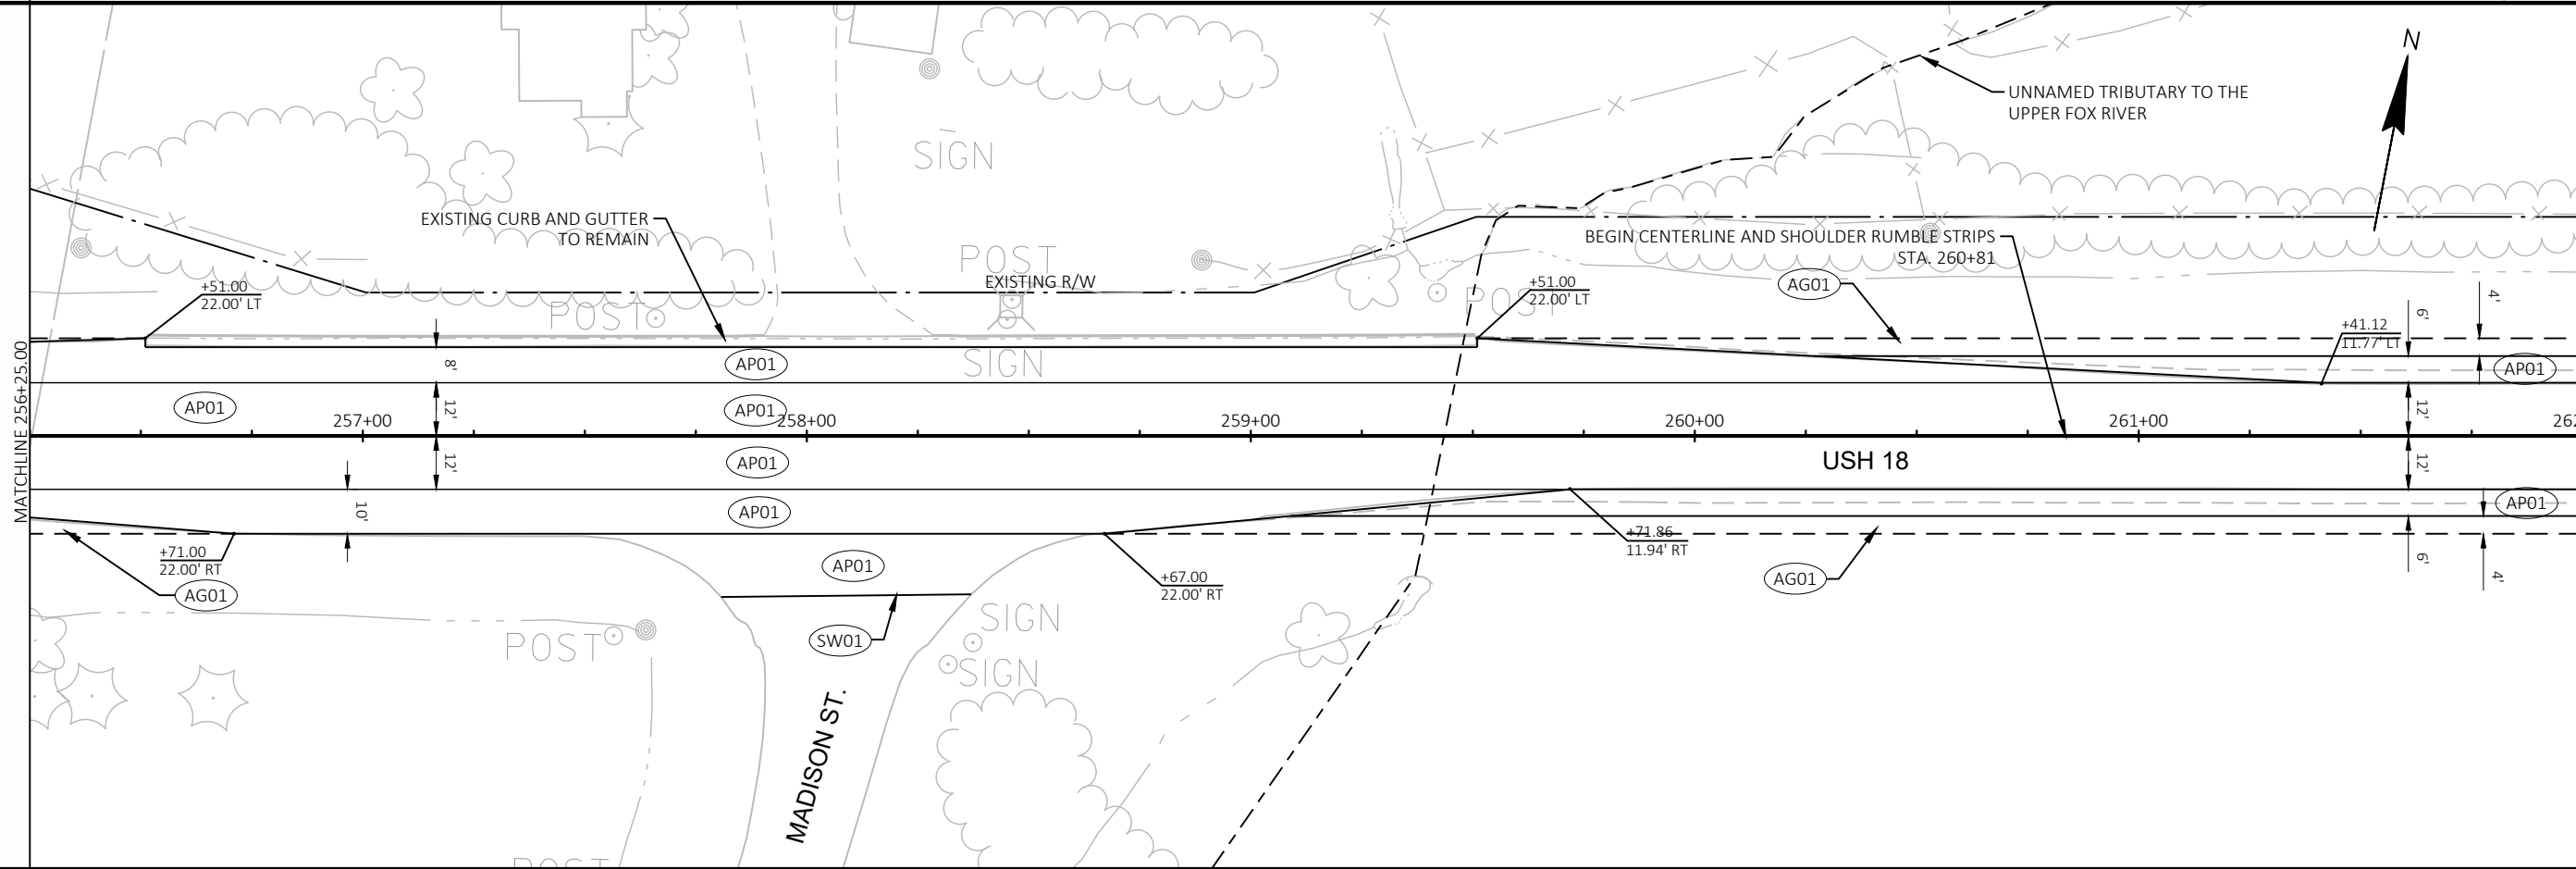 N
UNNAMED TRIBUTARY TO THE
UPPER FOX RIVER
SIGN
EXISTING CURB AND GUTTER
TO REMAIN
BEGIN CENTERLINE AND SHOULDER RUMBLE STRIPS
STA. 260+81
POST
EXISTING R/W
+51.00
22.00' LT
POST
SIGN
+51.00
22.00' LT
POST
AG01
6'
4'
+41.12
11.77' LT
MATCHLINE 256+25.00
8'
AP01
AP01
AP01
12'
AP01
12'
257+00
258+00
259+00
260+00
261+00
262
12'
AP01
USH 18
12'
10'
AP01
AP01
+71.00
22.00' RT
AG01
AP01
+67.00
22.00' RT
+71.86
11.94' RT
AG01
6'
4'
SW01
SIGN
POST
SIGN
MADISON ST.
POST